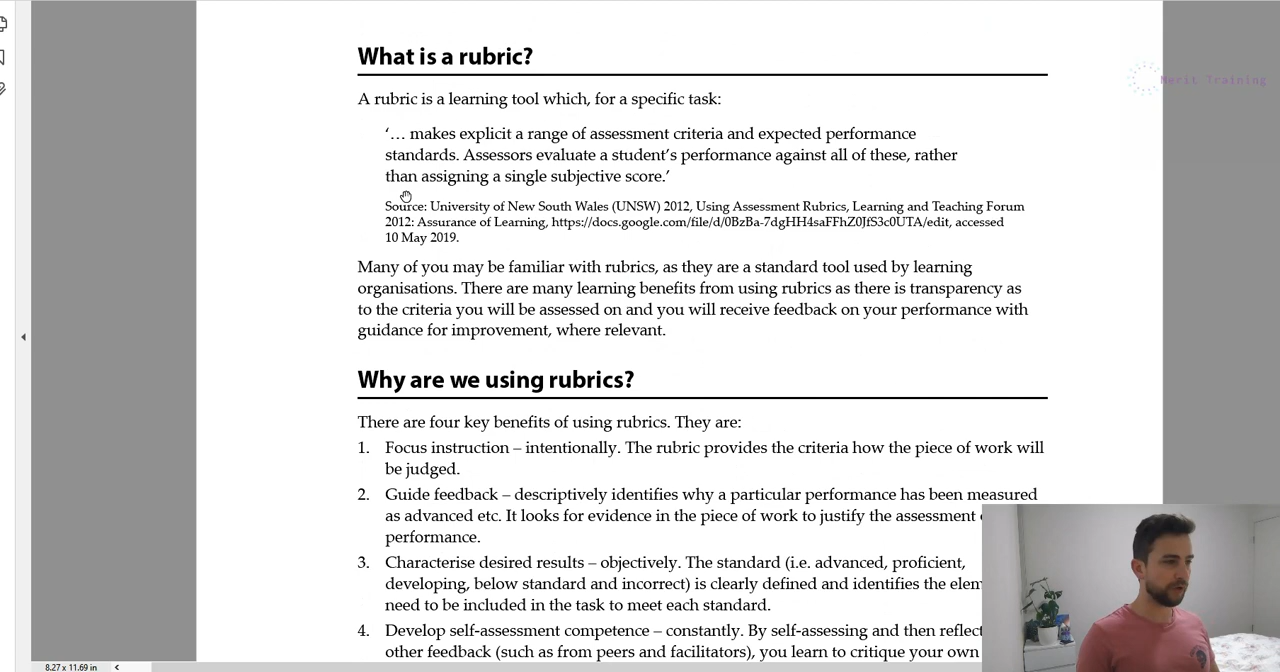 What is a rubric?
Merit Training
A rubric is a learning tool which, for a specific task:
‘… makes explicit a range of assessment criteria and expected performance
standards. Assessors evaluate a student’s performance against all of these, rather
than assigning a single subjective score.’
Source: University of New South Wales (UNSW) 2012, Using Assessment Rubrics, Learning and Teaching Forum
2012: Assurance of Learning, https://docs.google.com/file/d/0BzBa-7dgHH4saFFhZ0JfS3c0UTA/edit, accessed
10 May 2019.
Many of you may be familiar with rubrics, as they are a standard tool used by learning
organisations. There are many learning benefits from using rubrics as there is transparency as
to the criteria you will be assessed on and you will receive feedback on your performance with
guidance for improvement, where relevant.
Why are we using rubrics?
There are four key benefits of using rubrics. They are:
1. Focus instruction – intentionally. The rubric provides the criteria how the piece of work will
be judged.
2. Guide feedback – descriptively identifies why a particular performance has been measured
as advanced etc. It looks for evidence in the piece of work to justify the assessment
performance.
3. Characterise desired results – objectively. The standard (i.e. advanced, proficient,
developing, below standard and incorrect) is clearly defined and identifies the
need to be included in the task to meet each standard.
4. Develop self-assessment competence – constantly. By self-assessing and then
other feedback (such as from peers and facilitators), you learn to critique your own
8.27 x 11.69 in